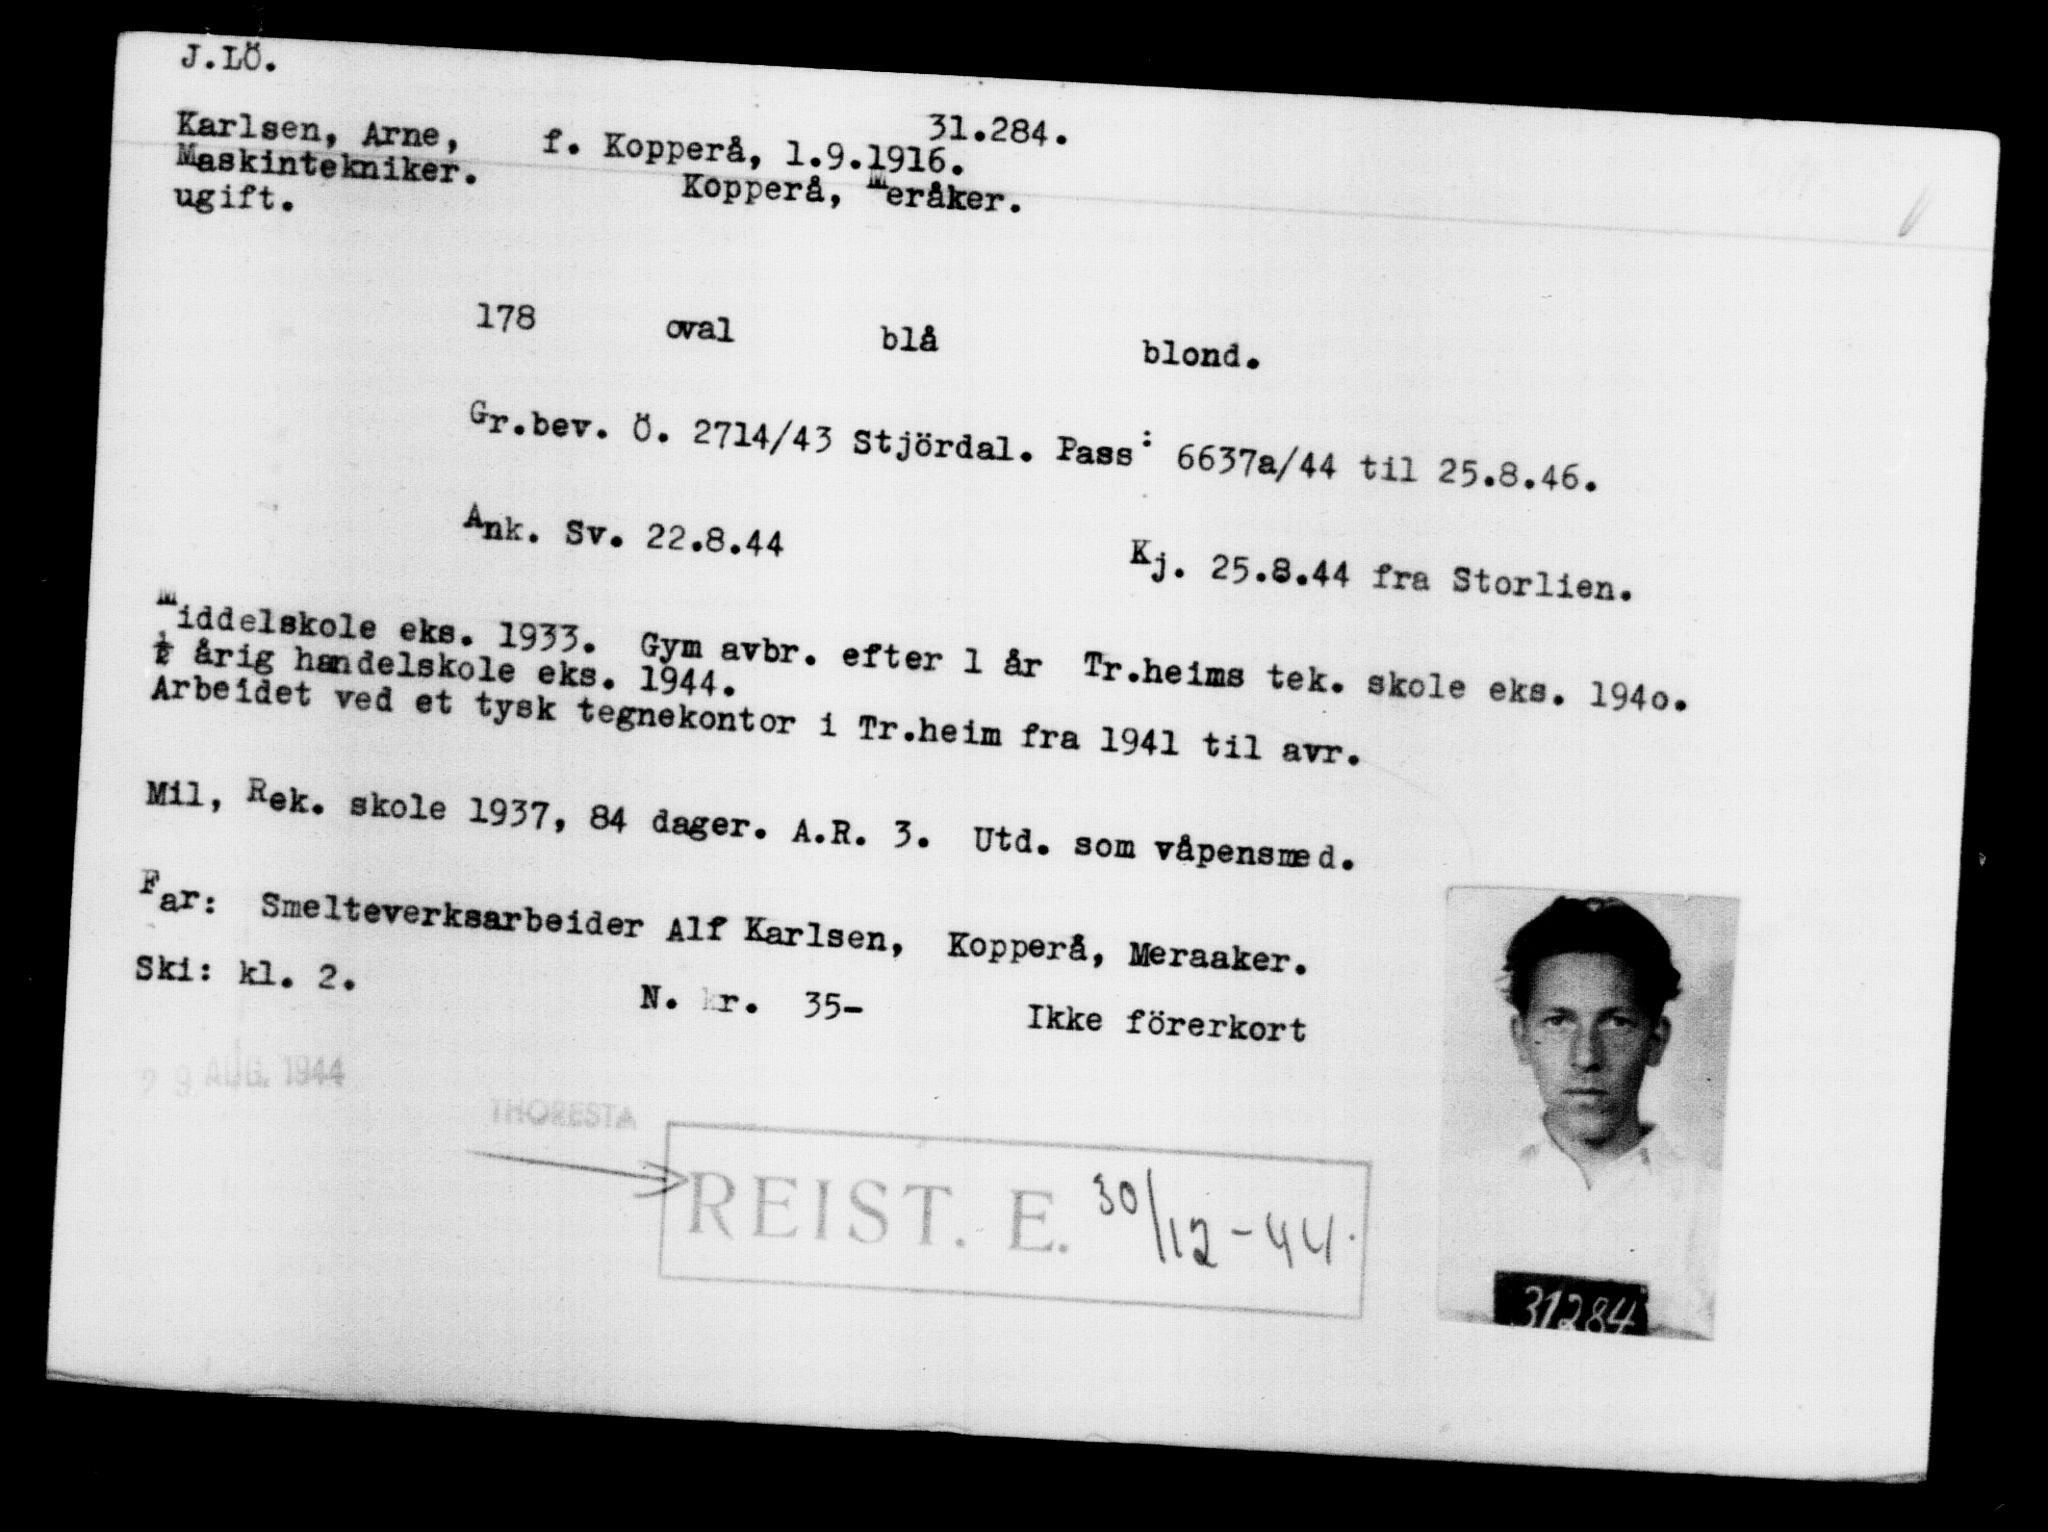 J.LÖ.
31.284.
Karlsen, Arne, f. Kopperå, 1.9.1916.
Maskintekniker. Kopperå, Meråker.
ugift.
178 oval blå blond.
Gr.bev. Ö. 2714/43 Stjördal. Pass: 6637a/44 til 25.8.46.
Ank. Sv. 22.8.44 Kj. 25.8.44 fra Storlien.
Middelskole eks. 1933. Gym avbr. efter 1 år Tr.heims tek. skole eks. 194o.
½ årig handelskole eks. 1944.
Arbeidet ved et tysk tegnekontor i Tr.heim fra 1941 til avr.
Mil, Rek. skole 1937, 84 dager. A.R. 3. Utd. som våpensmed.
Far: Smelteverksarbeider Alf Karlsen, Kopperå, Meraaker.
Ski: kl. 2. N. kr. 35- Ikke förerkort
29 AUG. 1944
THORESTA
REIST. E. 30/12-44.
31284